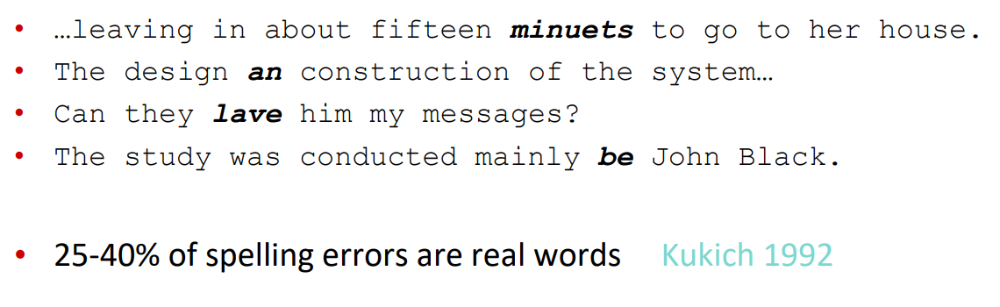 • …leaving in about fifteen minuets to go to her house.
• The design an construction of the system…
• Can they lave him my messages?
• The study was conducted mainly be John Black.
• 25-40% of spelling errors are real words Kukich 1992